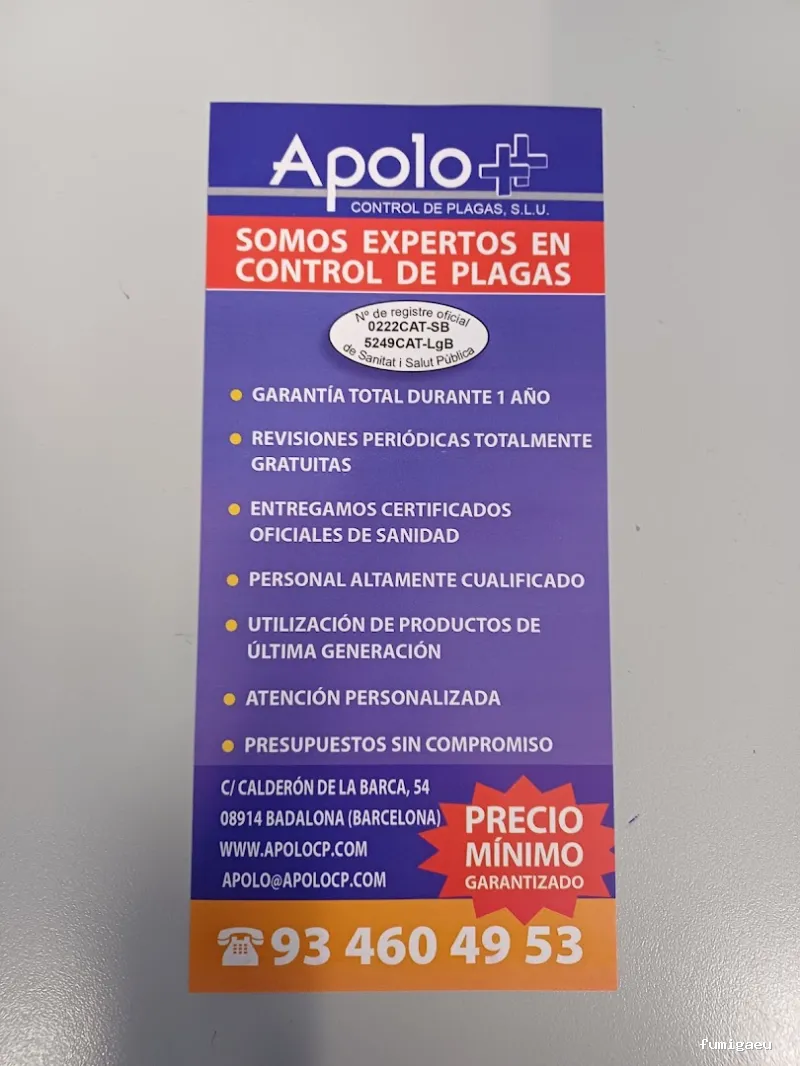 Apolo
CONTROL DE PLAGAS, S.L.U.
SOMOS EXPERTOS EN
CONTROL DE PLAGAS
Nº de registre oficial
0222CAT-SB
5249CAT-LgB
de Sanitat i Salut Pública
GARANTÍA TOTAL DURANTE 1 AÑO
REVISIONES PERIÓDICAS TOTALMENTE
GRATUITAS
ENTREGAMOS CERTIFICADOS
OFICIALES DE SANIDAD
PERSONAL ALTAMENTE CUALIFICADO
UTILIZACIÓN DE PRODUCTOS DE
ÚLTIMA GENERACIÓN
ATENCIÓN PERSONALIZADA
PRESUPUESTOS SIN COMPROMISO
C/ CALDERÓN DE LA BARCA, 54
08914 BADALONA (BARCELONA)
WWW.APOLOCP.COM
APOLO@APOLOCP.COM
PRECIO
MÍNIMO
GARANTIZADO
93 460 49 53
fumigaeu